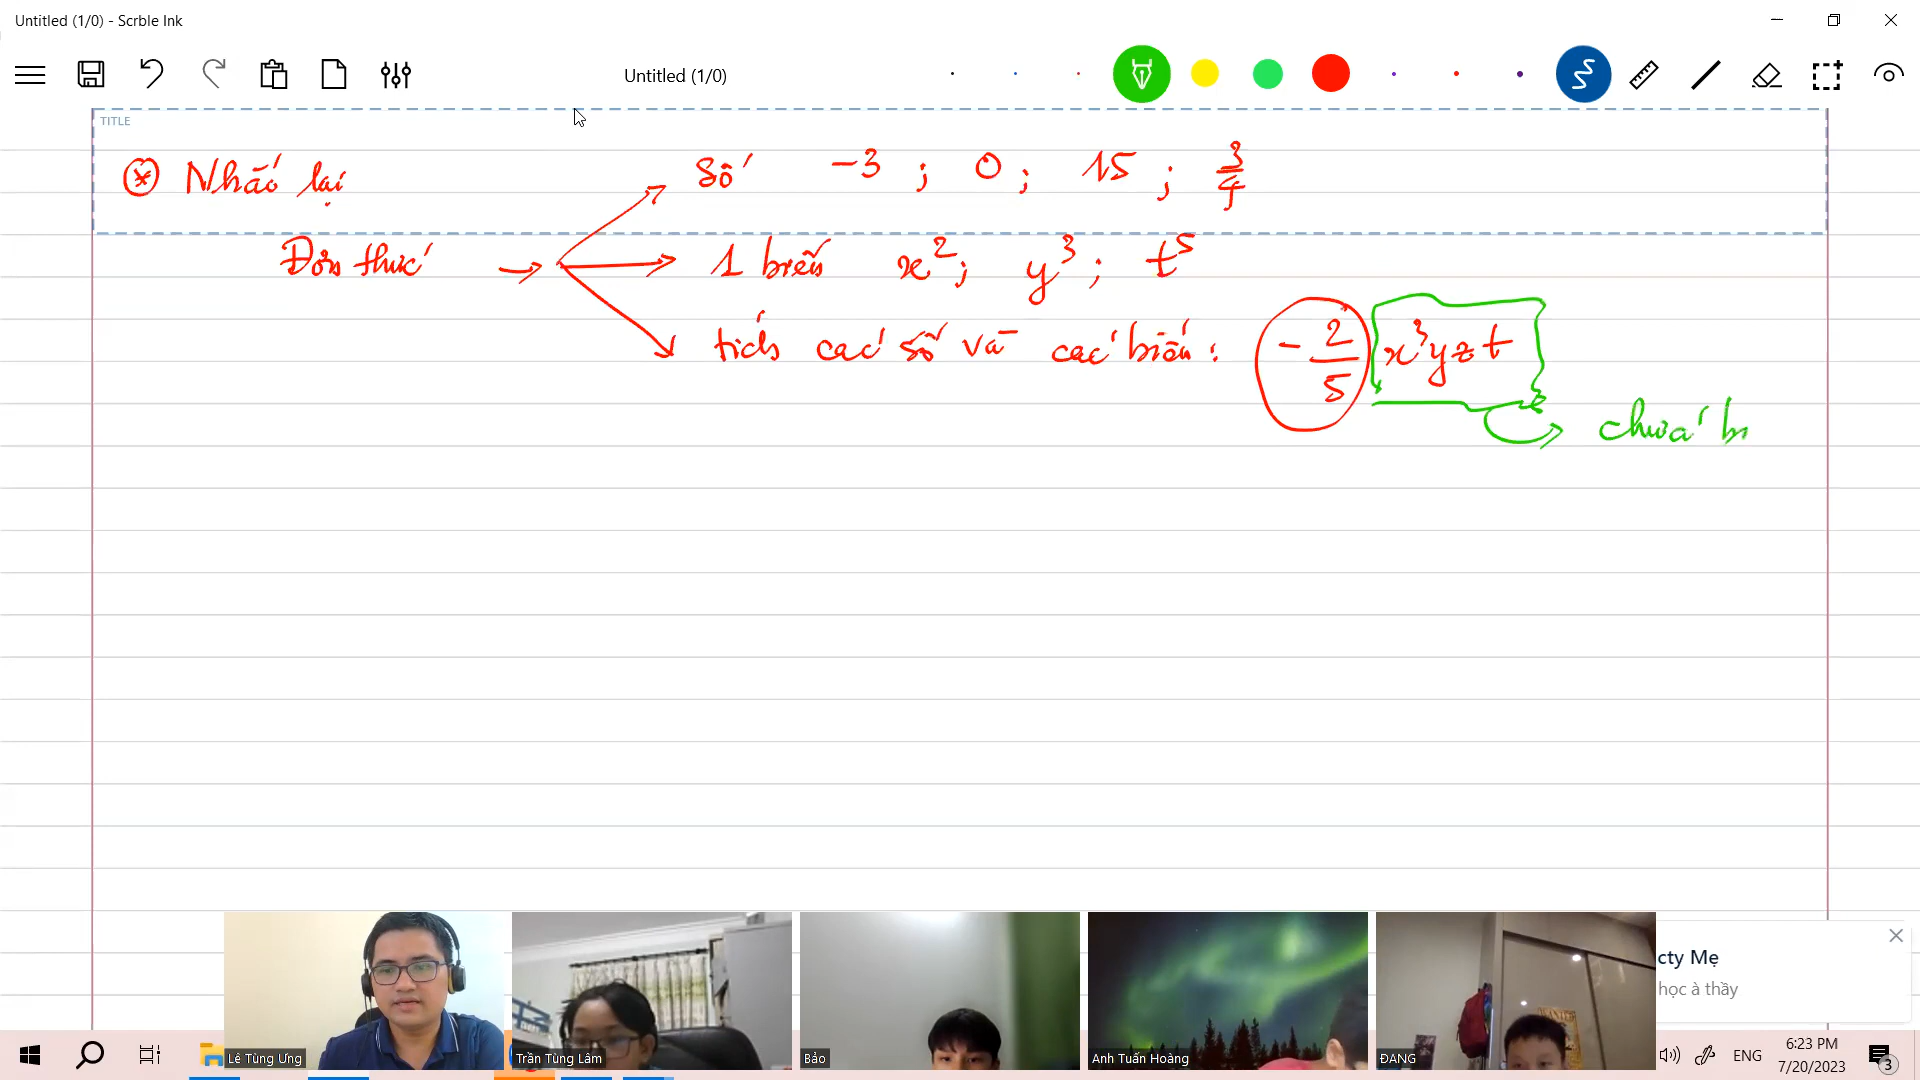 Untitled (1/0) - Scrble Ink
Untitled (1/0)
TITLE
Nhắc lại
Số -3 ; 0 ; 15 ; 3/4
Đơn thức → 1 biến x²; y³; t⁵
tích các số và các biến : -2/5 x³yzt
chứa b
cty Mẹ
học à thầy
Lê Tùng Ưng
Trần Tùng Lâm
Bảo
Anh Tuấn Hoàng
ĐANG
ENG
6:23 PM
7/20/2023
3